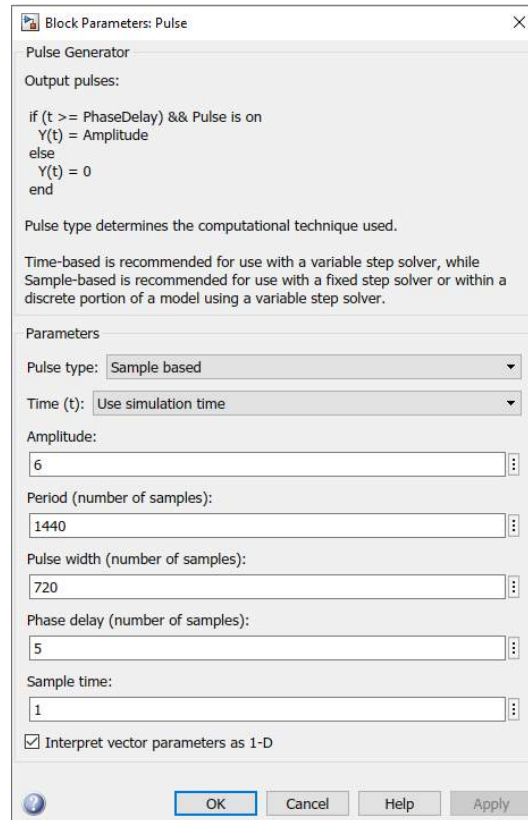 Block Parameters: Pulse
Pulse Generator
Output pulses:
if (t >= PhaseDelay) && Pulse is on
Y(t) = Amplitude
else
Y(t) = 0
end
Pulse type determines the computational technique used.
Time-based is recommended for use with a variable step solver, while
Sample-based is recommended for use with a fixed step solver or within a
discrete portion of a model using a variable step solver.
Parameters
Pulse type: Sample based
Time (t): Use simulation time
Amplitude:
6
Period (number of samples):
1440
Pulse width (number of samples):
720
Phase delay (number of samples):
5
Sample time:
1
Interpret vector parameters as 1-D
OK Cancel Help Apply